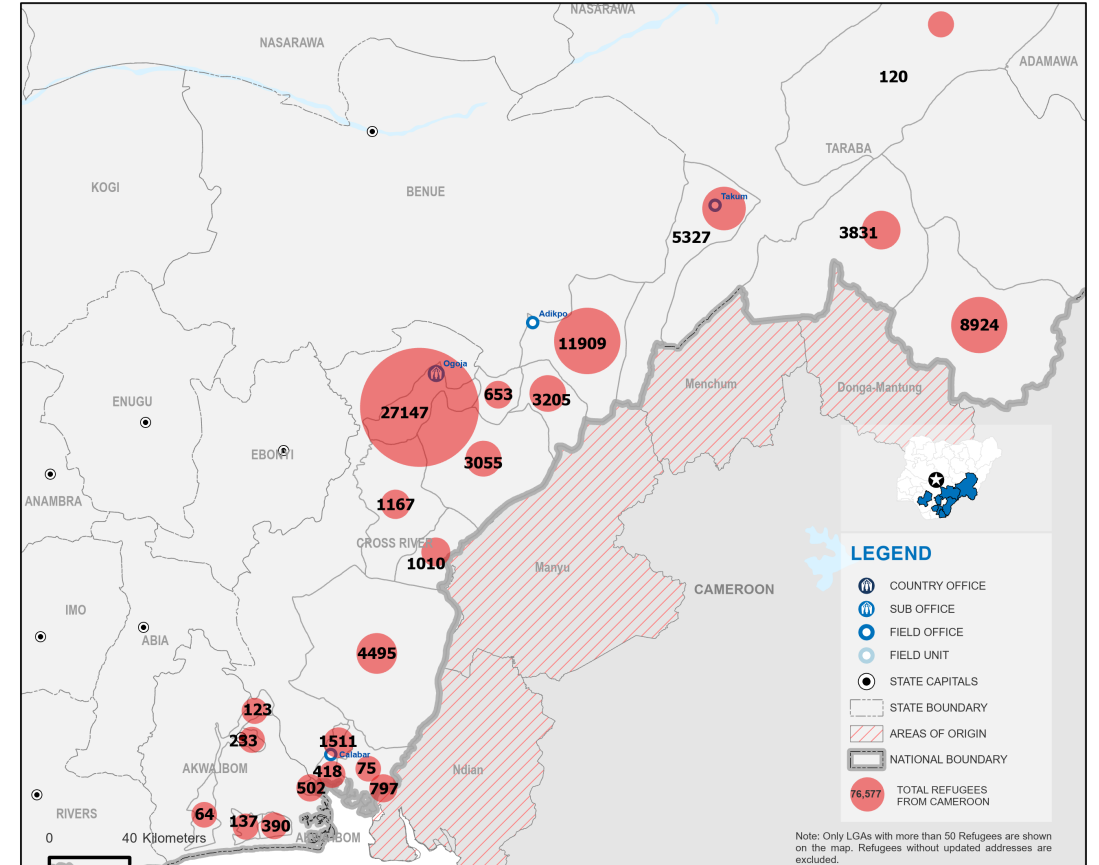 NASARAWA
NASARAWA
ADAMAWA
120
TARABA
KOGI
BENUE
Takum
5327
3831
Adikpo
11909
8924
Ogoja
Menchum
Donga-Mantung
653
3205
27147
ENUGU
3055
EBONYI
ANAMBRA
1167
CROSS RIVER
1010
Manyu
CAMEROON
IMO
ABIA
4495
123
1511
Calabar
AKWA IBOM
418
75
502
797
Ndian
RIVERS
64
137
390
0 40 Kilometers
LEGEND
COUNTRY OFFICE
SUB OFFICE
FIELD OFFICE
FIELD UNIT
STATE CAPITALS
STATE BOUNDARY
AREAS OF ORIGIN
NATIONAL BOUNDARY
76,577
TOTAL REFUGEES
FROM CAMEROON
Note: Only LGAs with more than 50 Refugees are shown
on the map. Refugees without updated addresses are
excluded.